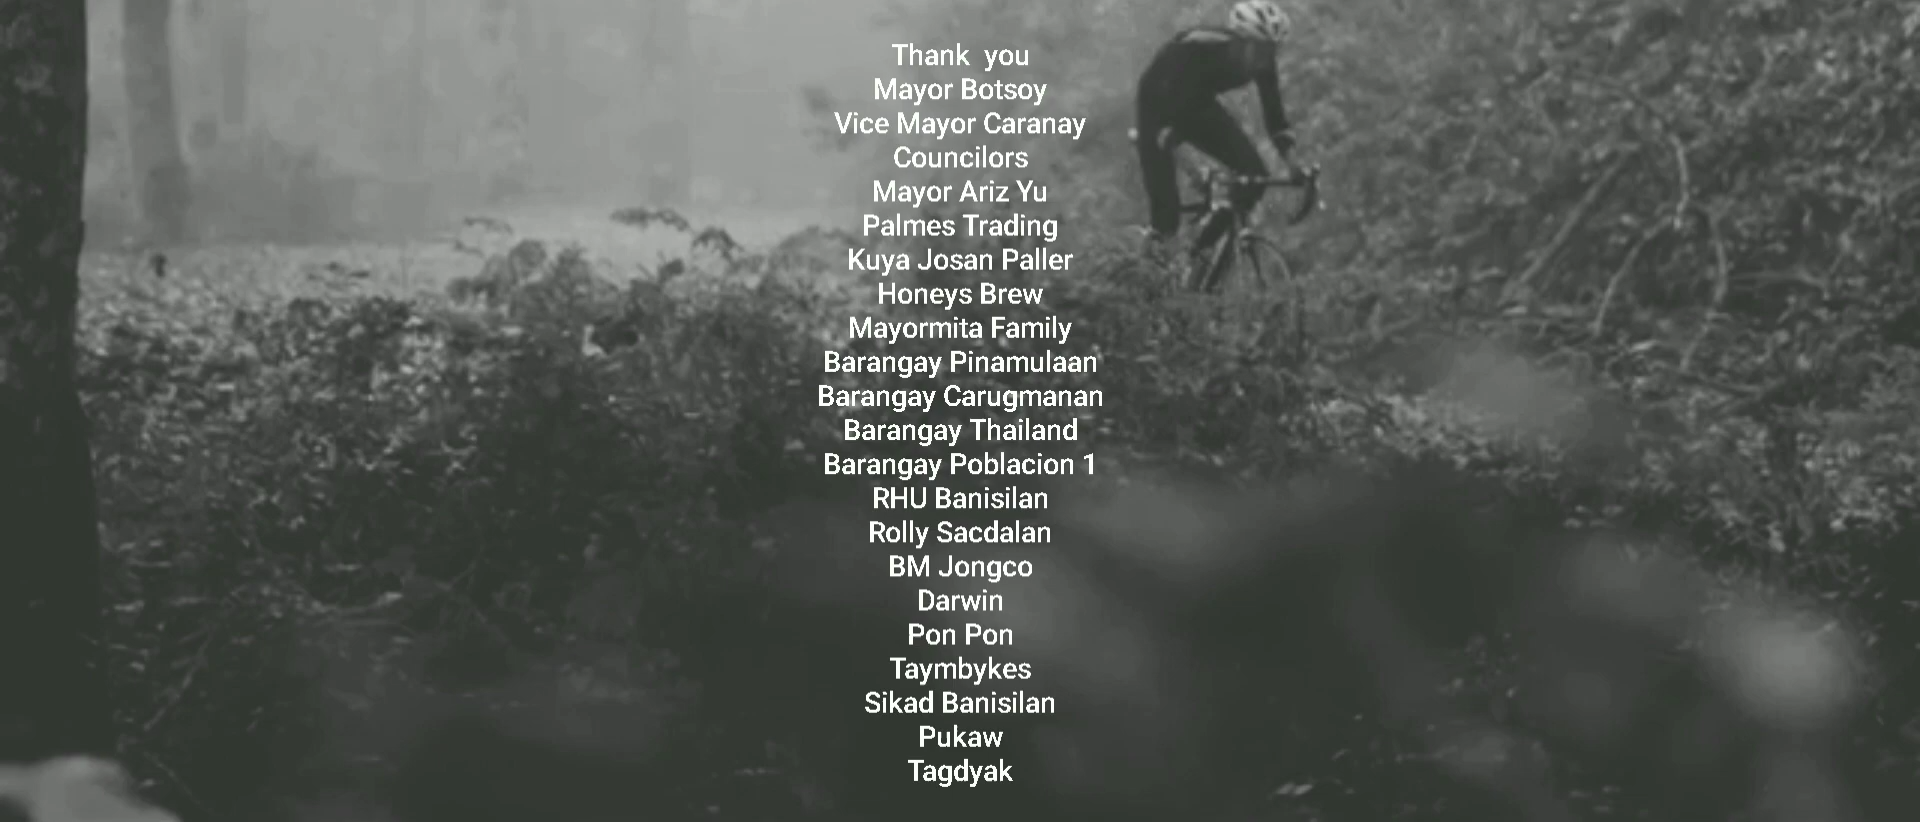 Thank you
Mayor Botsoy
Vice Mayor Caranay
Councilors
Mayor Ariz Yu
Palmes Trading
Kuya Josan Paller
Honeys Brew
Mayormita Family
Barangay Pinamulaan
Barangay Carugmanan
Barangay Thailand
Barangay Poblacion 1
RHU Banisilan
Rolly Sacdalan
BM Jongco
Darwin
Pon Pon
Taymbykes
Sikad Banisilan
Pukaw
Tagdyak